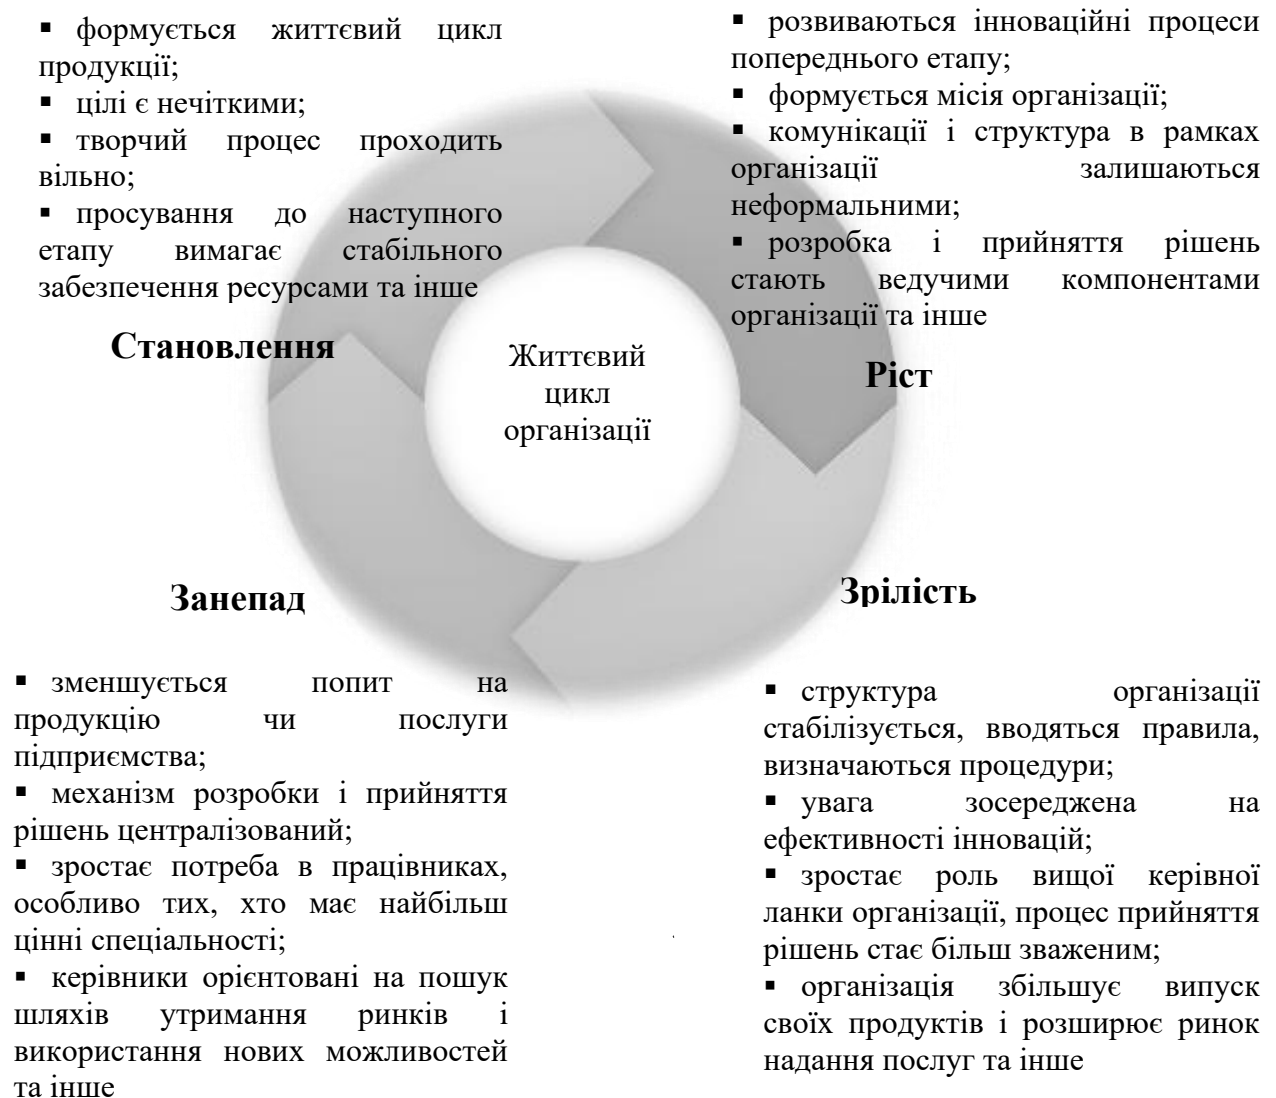 ▪ формується життєвий цикл
продукції;
▪ цілі є нечіткими;
▪ творчий процес проходить
вільно;
▪ просування до наступного
етапу вимагає стабільного
забезпечення ресурсами та інше
Становлення
▪ розвиваються інноваційні процеси
попереднього етапу;
▪ формується місія організації;
▪ комунікації і структура в рамках
організації залишаються
неформальними;
▪ розробка і прийняття рішень
стають ведучими компонентами
організації та інше
Ріст
Життєвий
цикл
організації
Занепад
▪ зменшується попит на
продукцію чи послуги
підприємства;
▪ механізм розробки і прийняття
рішень централізований;
▪ зростає потреба в працівниках,
особливо тих, хто має найбільш
цінні спеціальності;
▪ керівники орієнтовані на пошук
шляхів утримання ринків і
використання нових можливостей
та інше
Зрілість
▪ структура організації
стабілізується, вводяться правила,
визначаються процедури;
▪ увага зосереджена на
ефективності інновацій;
▪ зростає роль вищої керівної
ланки організації, процес прийняття
рішень стає більш зваженим;
▪ організація збільшує випуск
своїх продуктів і розширює ринок
надання послуг та інше